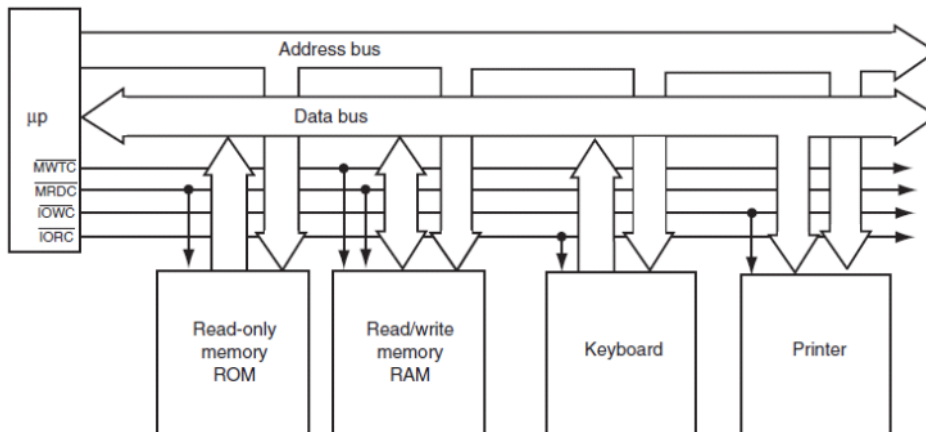 Address bus
μp
Data bus
MWTC
MRDC
IOWC
IORC
Read-only
memory
ROM
Read/write
memory
RAM
Keyboard
Printer